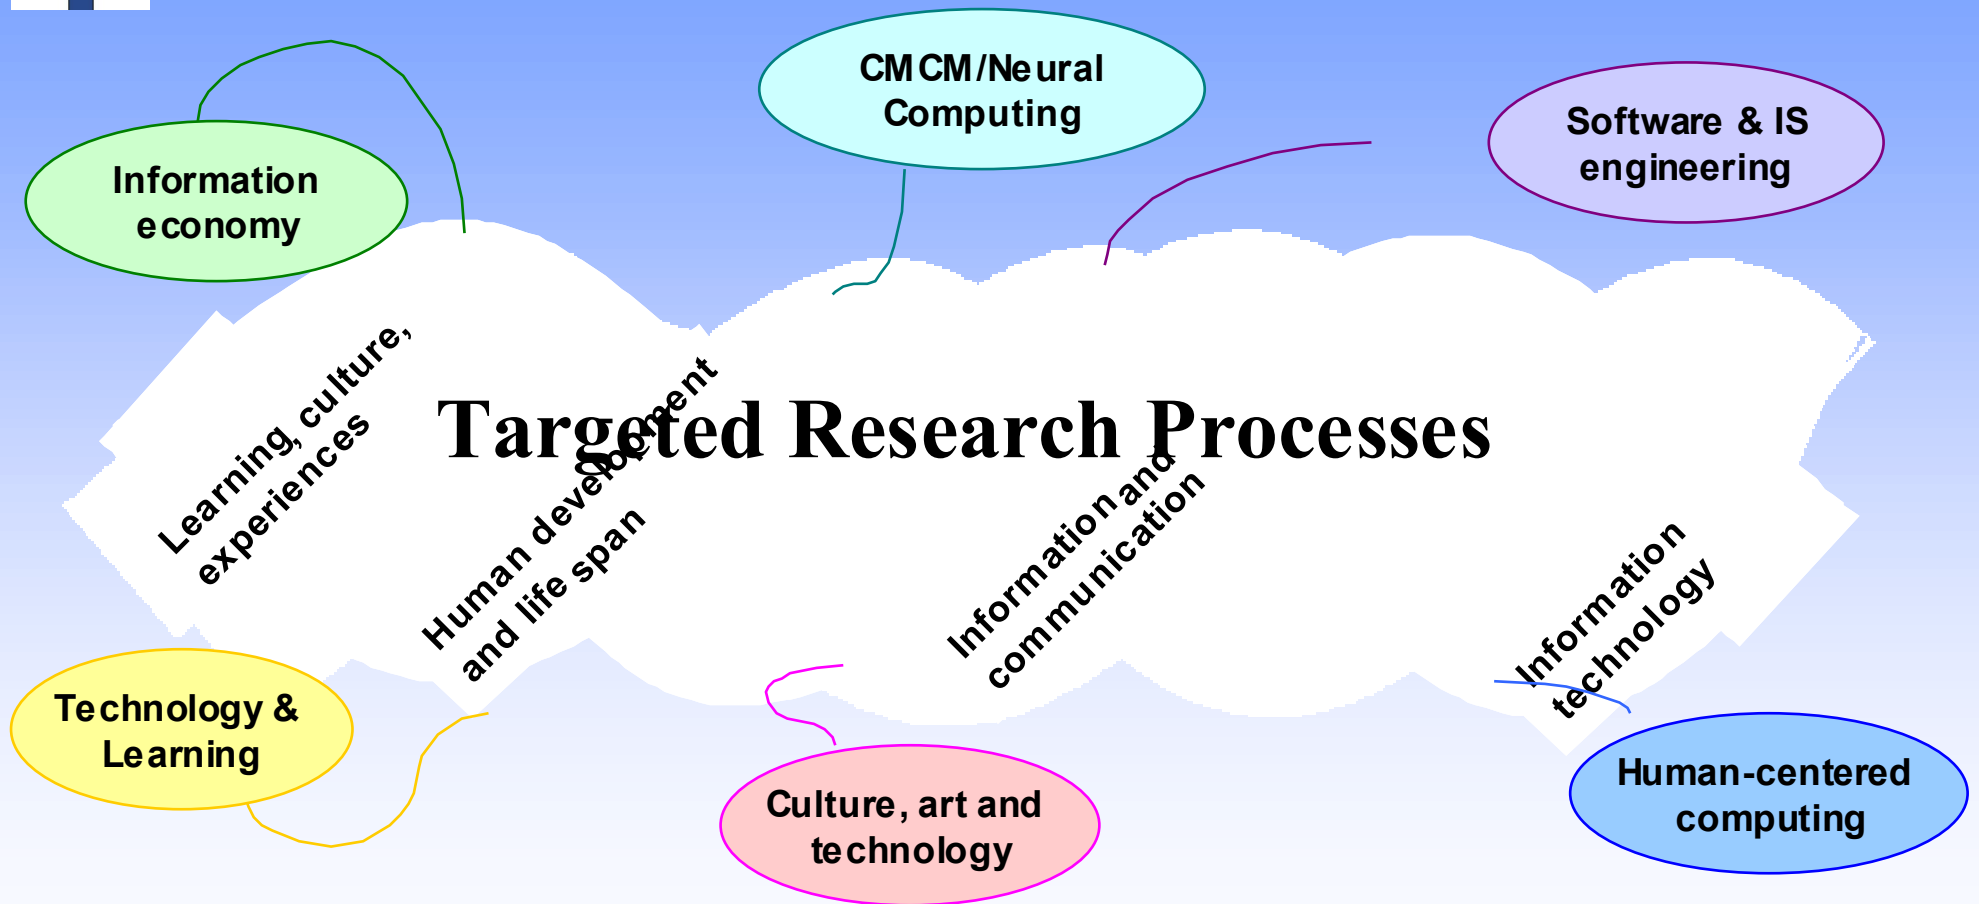 CMCM/Neural
Computing
Software & IS
engineering
Information
economy
Learning, culture,
experiences
Targeted Research Processes
Human development
and life span
Information and
communication
Information
technology
Technology &
Learning
Culture, art and
technology
Human-centered
computing